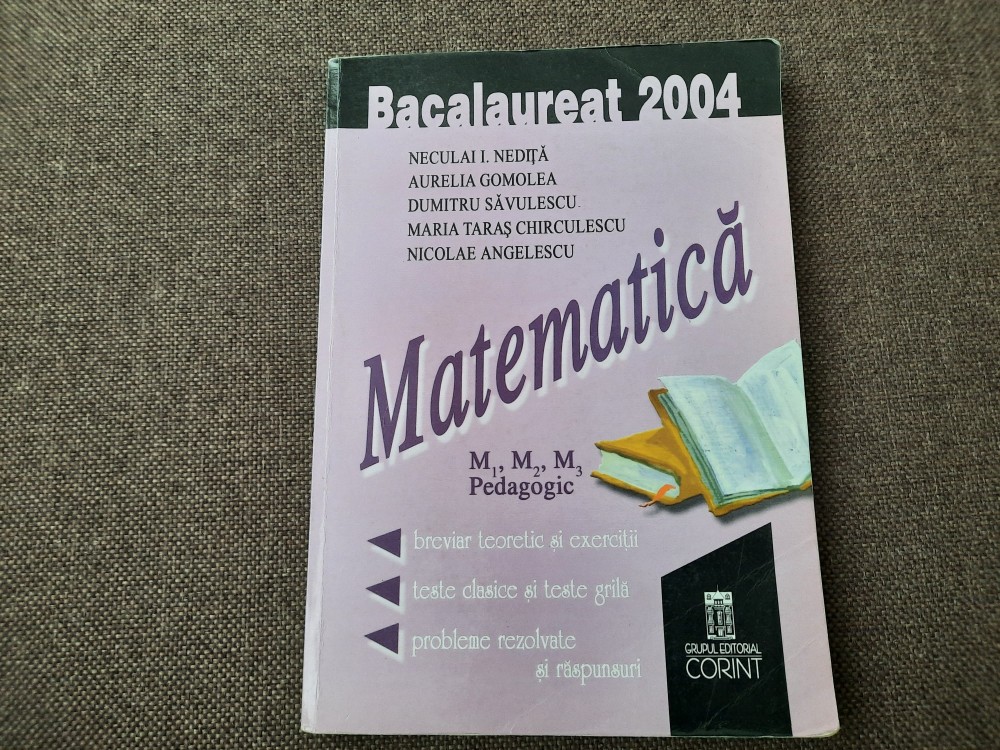 Bacalaureat 2004
NECULAI I. NEDIȚĂ
AURELIA GOMOLEA
DUMITRU SĂVULESCU
MARIA TARAȘ CHIRCULESCU
NICOLAE ANGELESCU
Matematică
M1, M2, M3
Pedagogic
breviar teoretic și exerciții
teste clasice și teste grilă
probleme rezolvate
și răspunsuri
GRUPUL EDITORIAL
CORINT